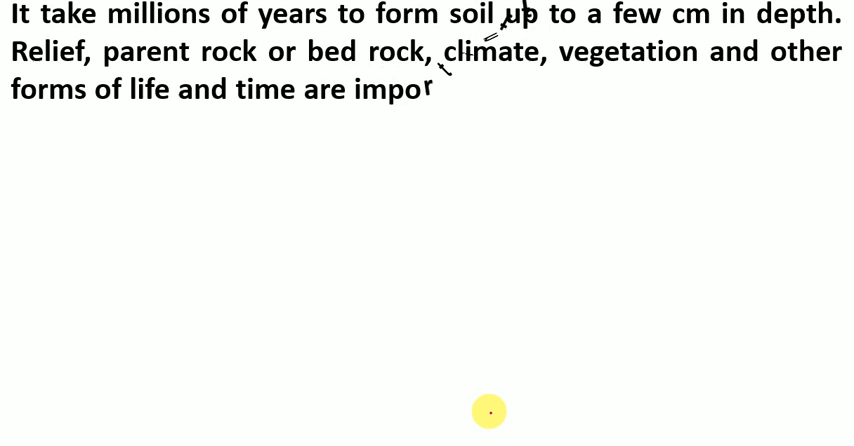 It take millions of years to form soil up to a few cm in depth.
Relief, parent rock or bed rock, climate, vegetation and other
forms of life and time are impor